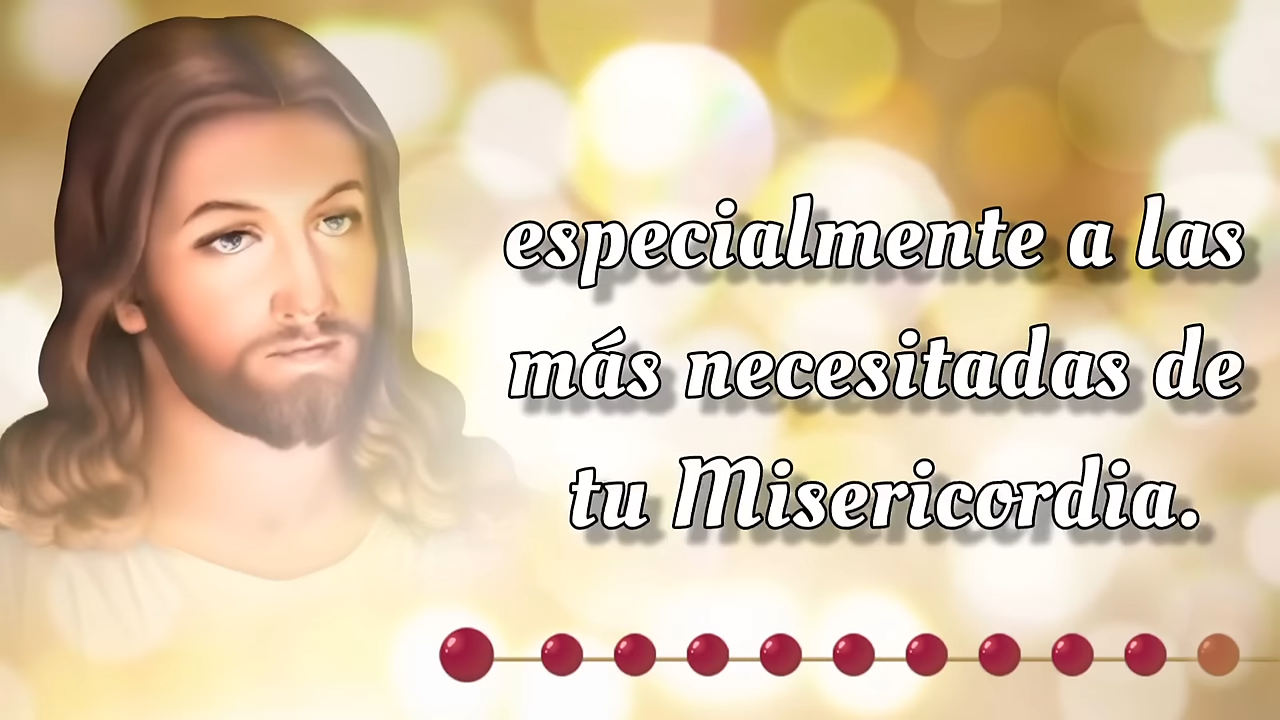 especialmente a las
más necesitadas de
tu Misericordia.